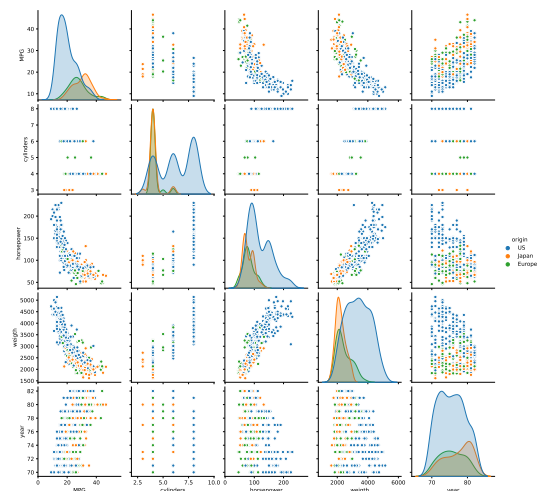 40
30
20
10
MPG
8
7
6
5
4
3
cylinders
200
150
100
50
horsepower
5000
4500
4000
3500
3000
2500
2000
1500
weigth
82
80
78
76
74
72
70
year
0 20 40
MPG
2.5 5.0 7.5 10.0
cylinders
0 100 200
horsepower
2000 4000 6000
weigth
70 80
year
origin
US
Japan
Europe